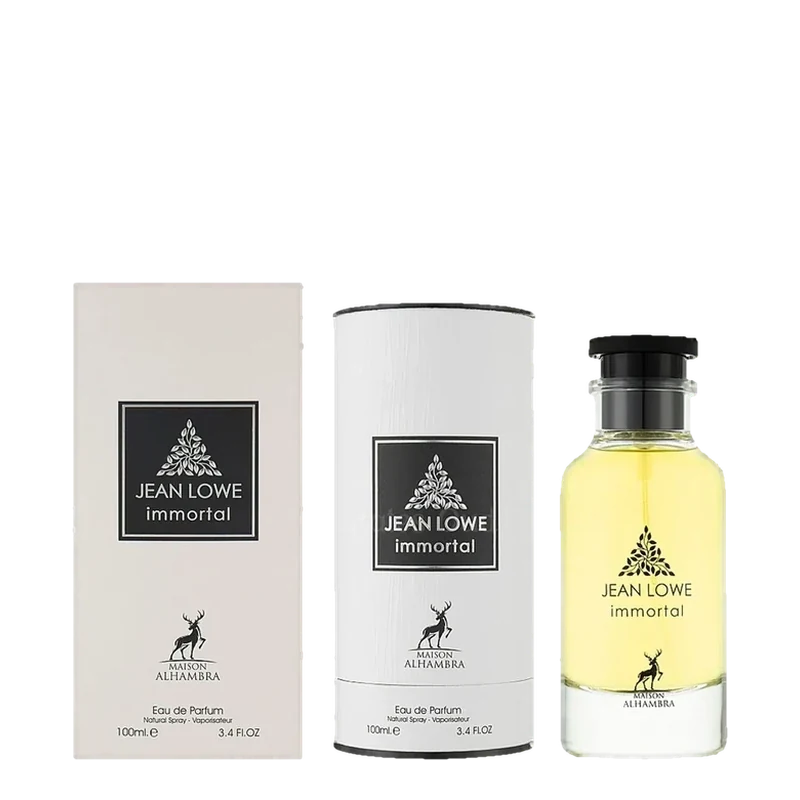 JEAN LOWE
immortal
MAISON
ALHAMBRA
Eau de Parfum
Natural Spray - Vaporisateur
100ml.℮ 3.4 FL.OZ
JEAN LOWE
immortal
MAISON
ALHAMBRA
Eau de Parfum
Natural Spray - Vaporisateur
100ml.℮ 3.4 FL.OZ
JEAN LOWE
immortal
MAISON
ALHAMBRA